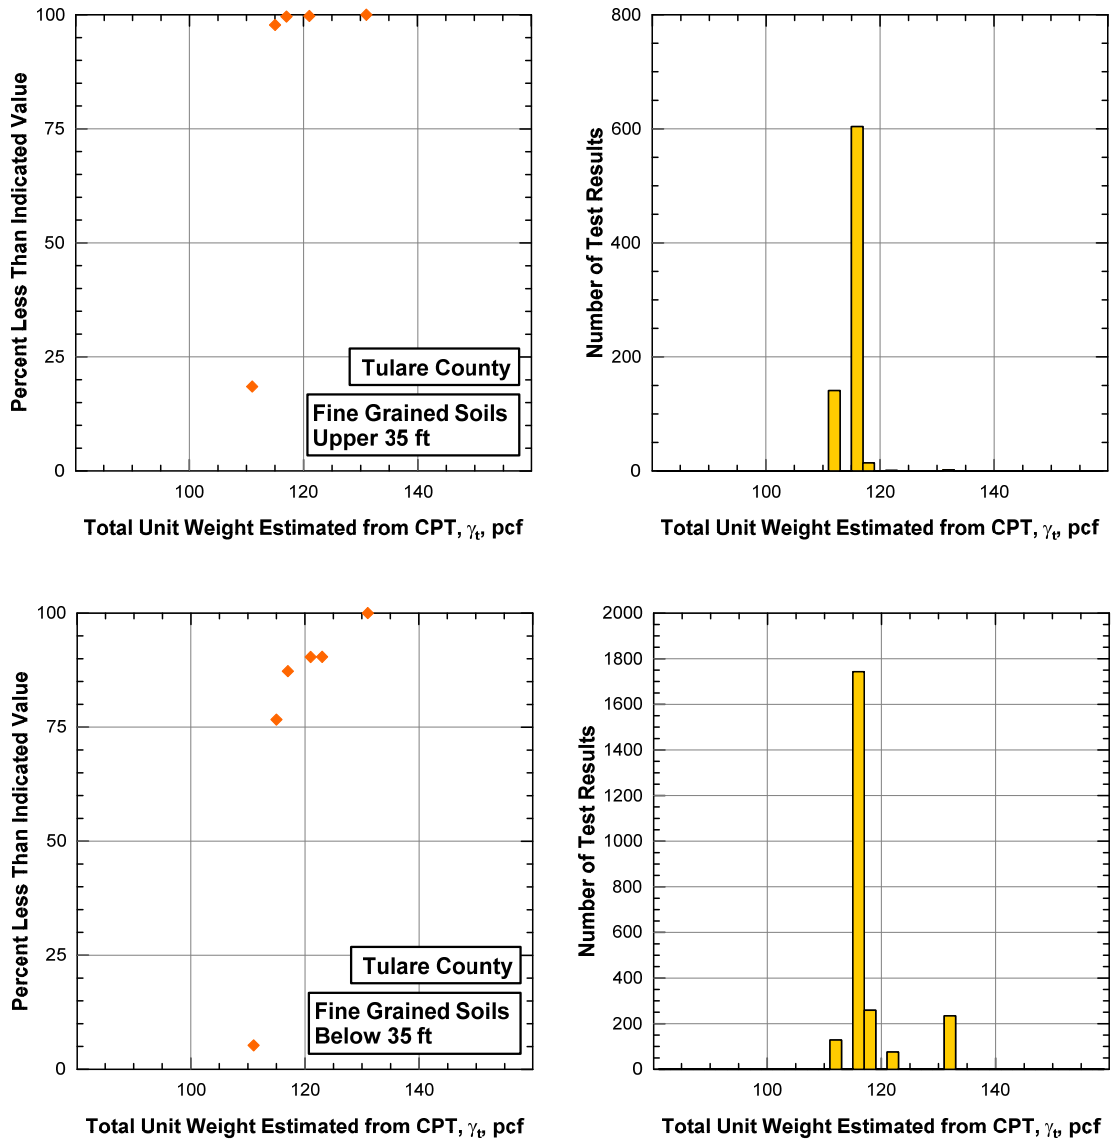 100
75
50
25
0
Percent Less Than Indicated Value
Tulare County
Fine Grained Soils
Upper 35 ft
100 120 140
Total Unit Weight Estimated from CPT, γt, pcf
800
600
400
200
0
Number of Test Results
100 120 140
Total Unit Weight Estimated from CPT, γt, pcf
100
75
50
25
0
Percent Less Than Indicated Value
Tulare County
Fine Grained Soils
Below 35 ft
100 120 140
Total Unit Weight Estimated from CPT, γt, pcf
2000
1800
1600
1400
1200
1000
800
600
400
200
0
Number of Test Results
100 120 140
Total Unit Weight Estimated from CPT, γt, pcf